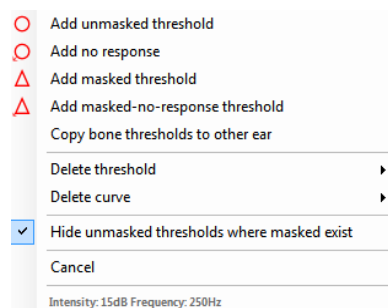 Add unmasked threshold
Add no response
Add masked threshold
Add masked-no-response threshold
Copy bone thresholds to other ear
Delete threshold
Delete curve
Hide unmasked thresholds where masked exist
Cancel
Intensity: 15dB Frequency: 250Hz